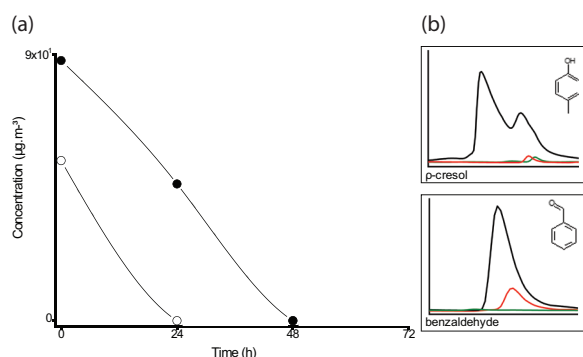 (a)
(b)
9x10¹
Concentration (µg.m⁻³)
0
0
24
48
72
Time (h)
OH
ρ-cresol
O
benzaldehyde